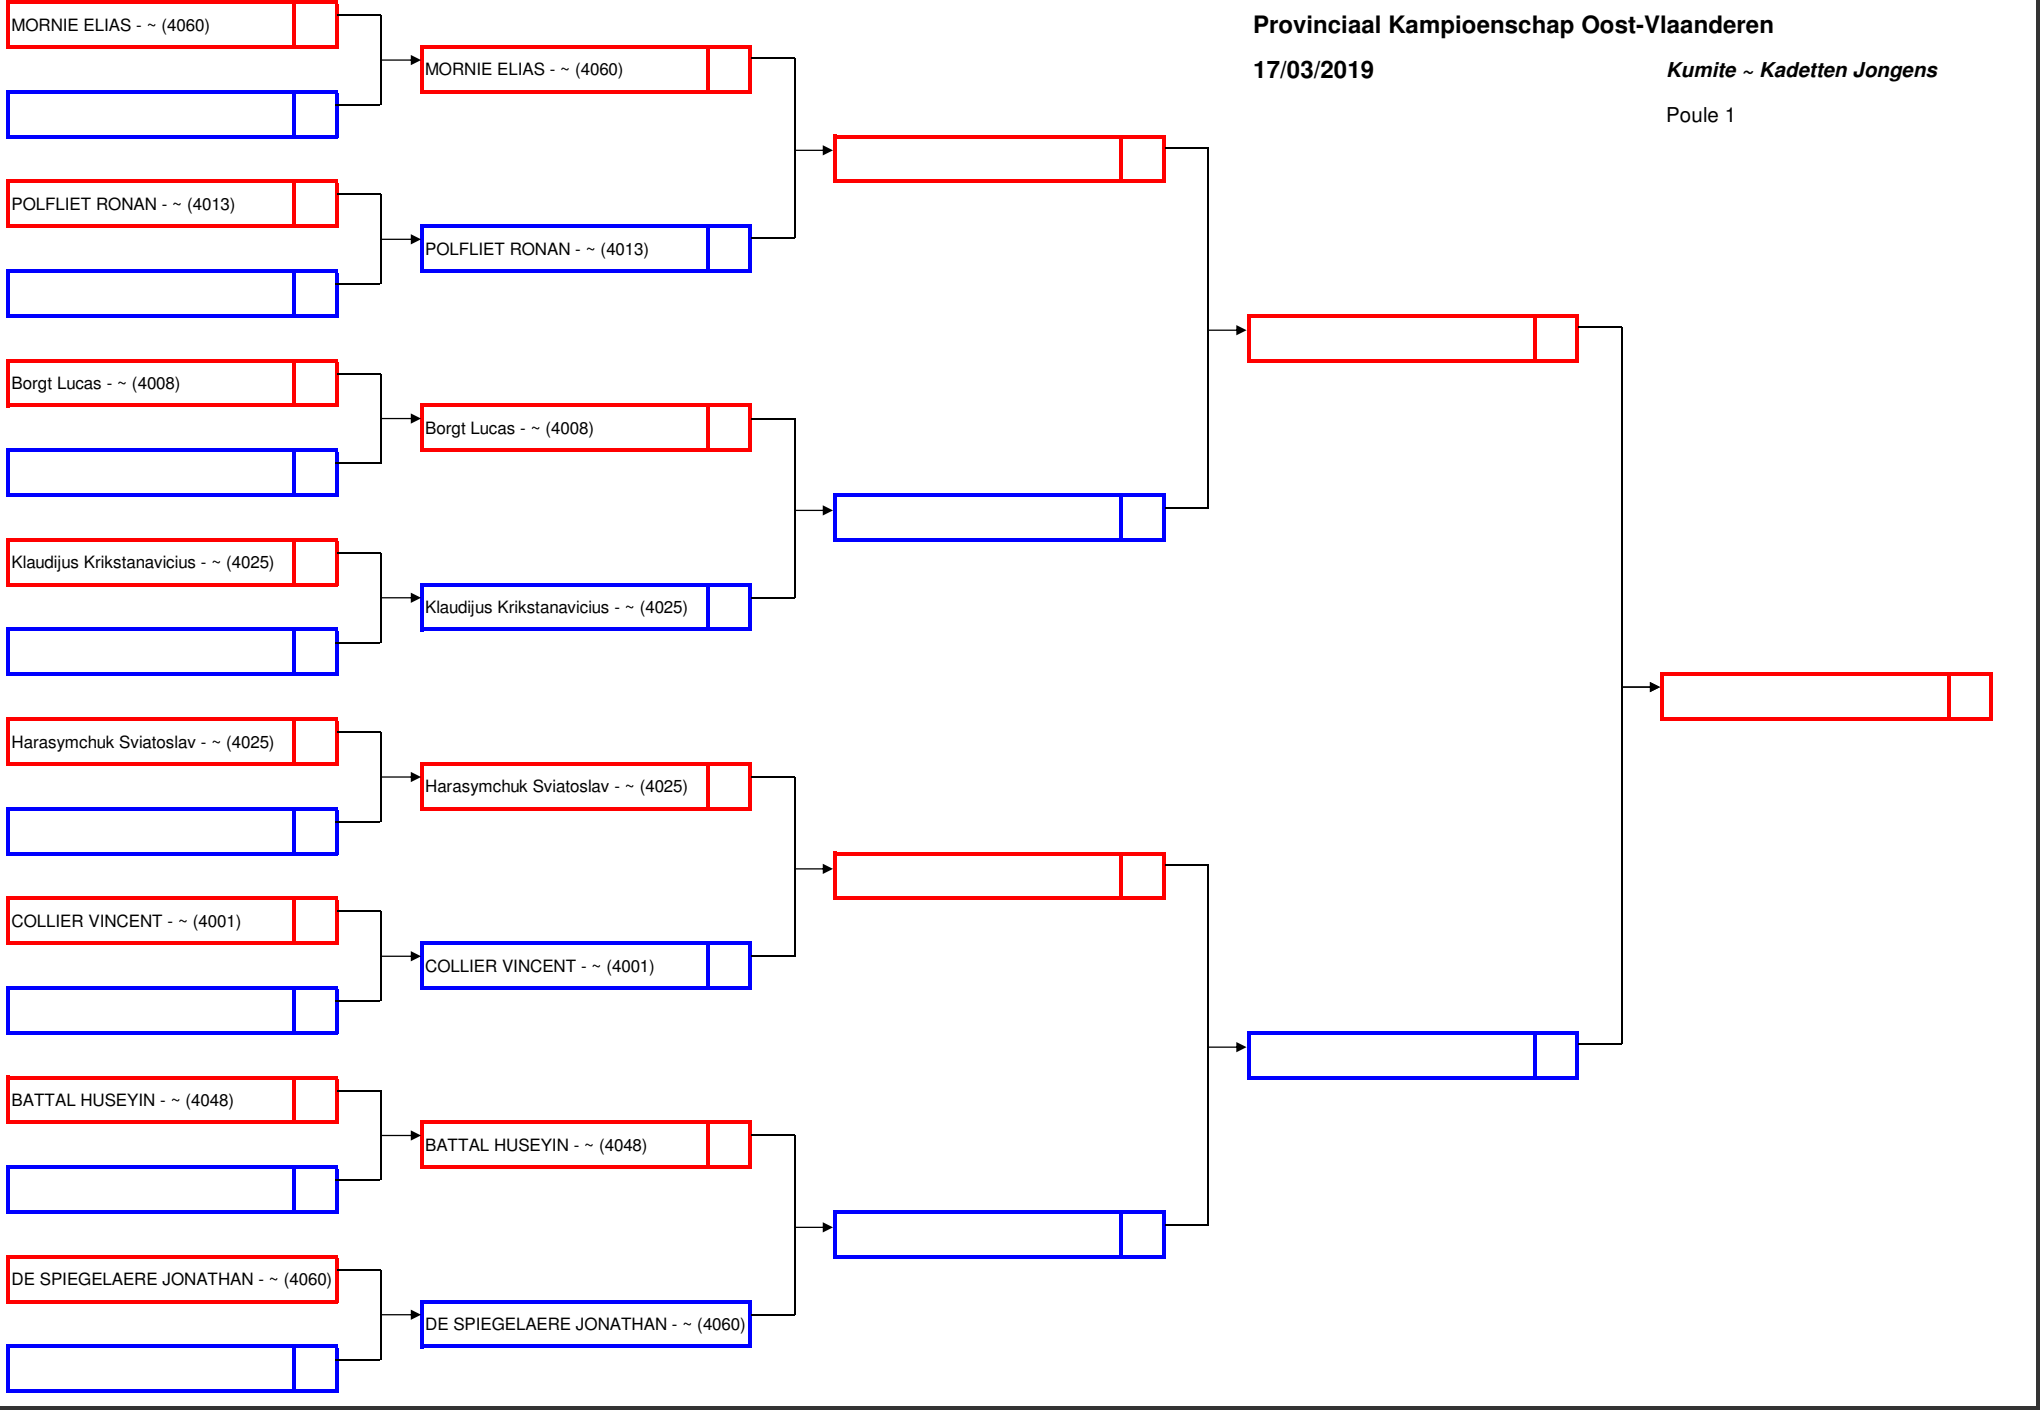 Provinciaal Kampioenschap Oost-Vlaanderen
17/03/2019
Kumite ~ Kadetten Jongens
Poule 1
MORNIE ELIAS - ~ (4060)
POLFLIET RONAN - ~ (4013)
Borgt Lucas - ~ (4008)
Klaudijus Krikstanavicius - ~ (4025)
Harasymchuk Sviatoslav - ~ (4025)
COLLIER VINCENT - ~ (4001)
BATTAL HUSEYIN - ~ (4048)
DE SPIEGELAERE JONATHAN - ~ (4060)
MORNIE ELIAS - ~ (4060)
POLFLIET RONAN - ~ (4013)
Borgt Lucas - ~ (4008)
Klaudijus Krikstanavicius - ~ (4025)
Harasymchuk Sviatoslav - ~ (4025)
COLLIER VINCENT - ~ (4001)
BATTAL HUSEYIN - ~ (4048)
DE SPIEGELAERE JONATHAN - ~ (4060)